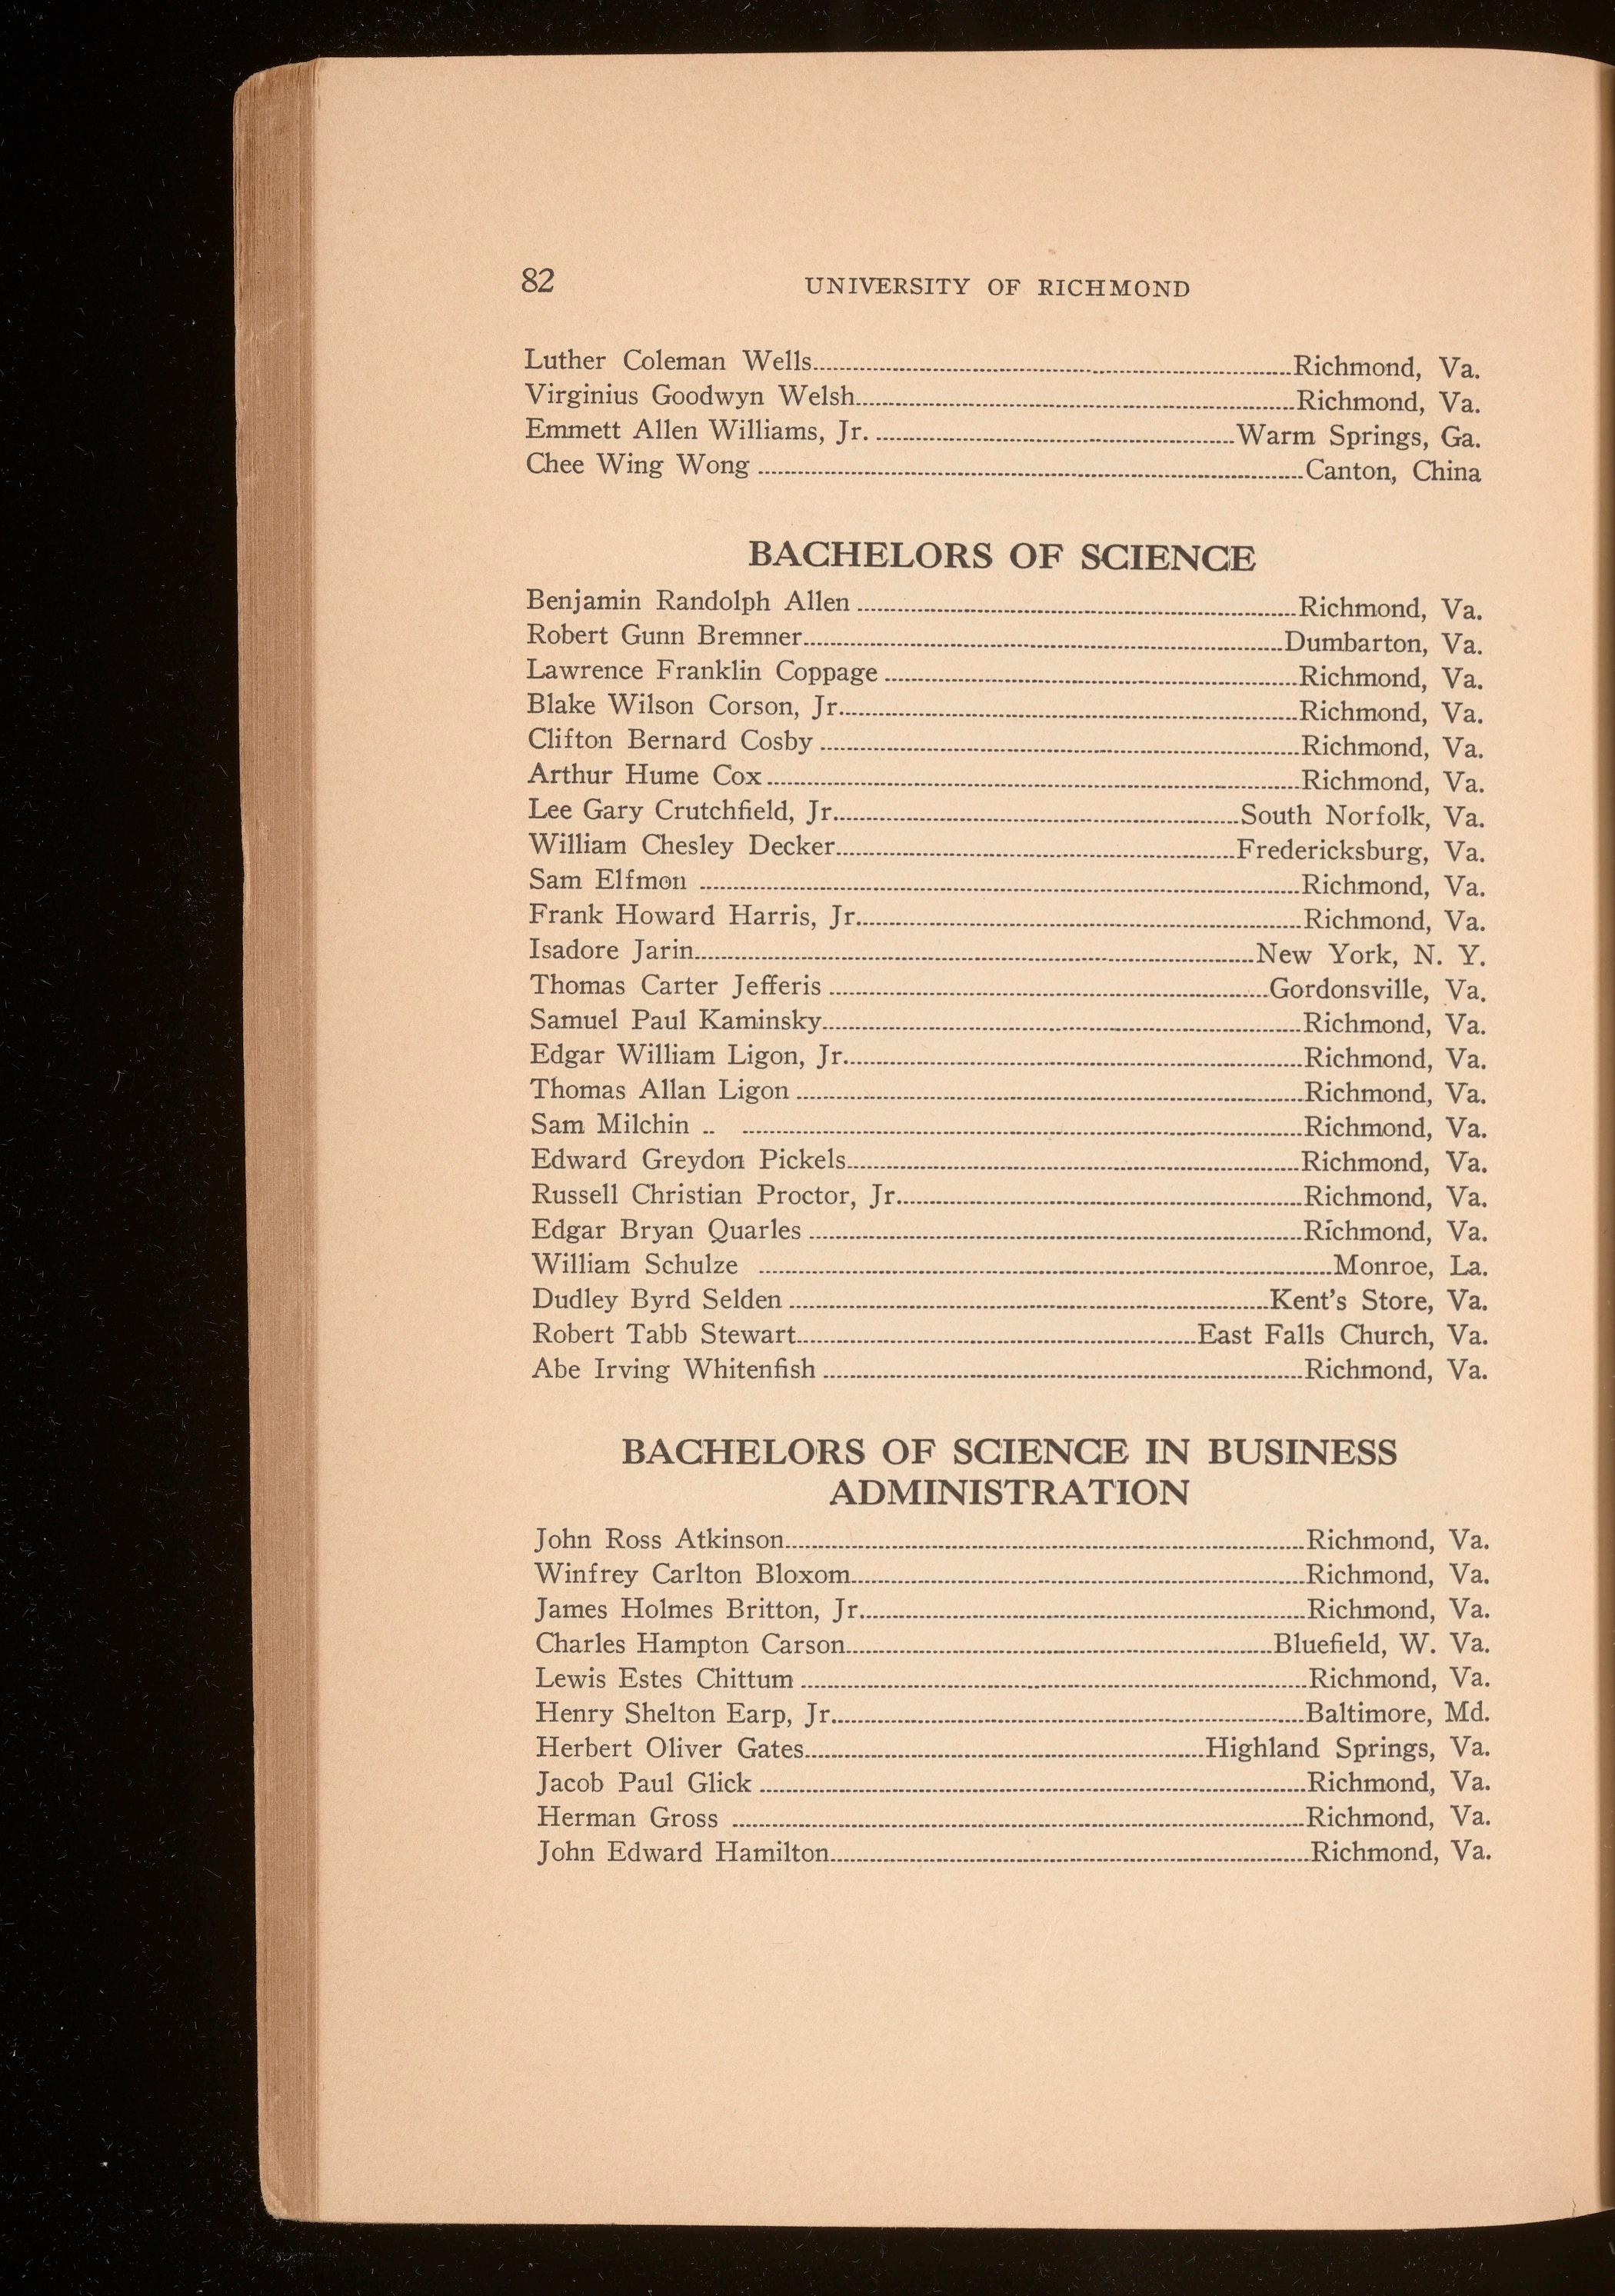 82 UNIVERSITY OF RICHMOND
Luther Coleman Wells........Richmond, Va.
Virginius Goodwyn Welsh........Richmond, Va.
Emmett Allen Williams, Jr. ........Warm Springs, Ga.
Chee Wing Wong ........Canton, China
BACHELORS OF SCIENCE
Benjamin Randolph Allen ........Richmond, Va.
Robert Gunn Bremner........Dumbarton, Va.
Lawrence Franklin Coppage ........Richmond, Va.
Blake Wilson Corson, Jr.........Richmond, Va.
Clifton Bernard Cosby ........Richmond, Va.
Arthur Hume Cox ........Richmond, Va.
Lee Gary Crutchfield, Jr.........South Norfolk, Va.
William Chesley Decker........Fredericksburg, Va.
Sam Elfmon ........Richmond, Va.
Frank Howard Harris, Jr.........Richmond, Va.
Isadore Jarin........New York, N. Y.
Thomas Carter Jefferis ........Gordonsville, Va.
Samuel Paul Kaminsky........Richmond, Va.
Edgar William Ligon, Jr.........Richmond, Va.
Thomas Allan Ligon ........Richmond, Va.
Sam Milchin .. ........Richmond, Va.
Edward Greydon Pickels........Richmond, Va.
Russell Christian Proctor, Jr.........Richmond, Va.
Edgar Bryan Quarles ........Richmond, Va.
William Schulze ........Monroe, La.
Dudley Byrd Selden ........Kent's Store, Va.
Robert Tabb Stewart........East Falls Church, Va.
Abe Irving Whitenfish ........Richmond, Va.
BACHELORS OF SCIENCE IN BUSINESS
ADMINISTRATION
John Ross Atkinson........Richmond, Va.
Winfrey Carlton Bloxom........Richmond, Va.
James Holmes Britton, Jr.........Richmond, Va.
Charles Hampton Carson........Bluefield, W. Va.
Lewis Estes Chittum ........Richmond, Va.
Henry Shelton Earp, Jr.........Baltimore, Md.
Herbert Oliver Gates........Highland Springs, Va.
Jacob Paul Glick ........Richmond, Va.
Herman Gross ........Richmond, Va.
John Edward Hamilton........Richmond, Va.